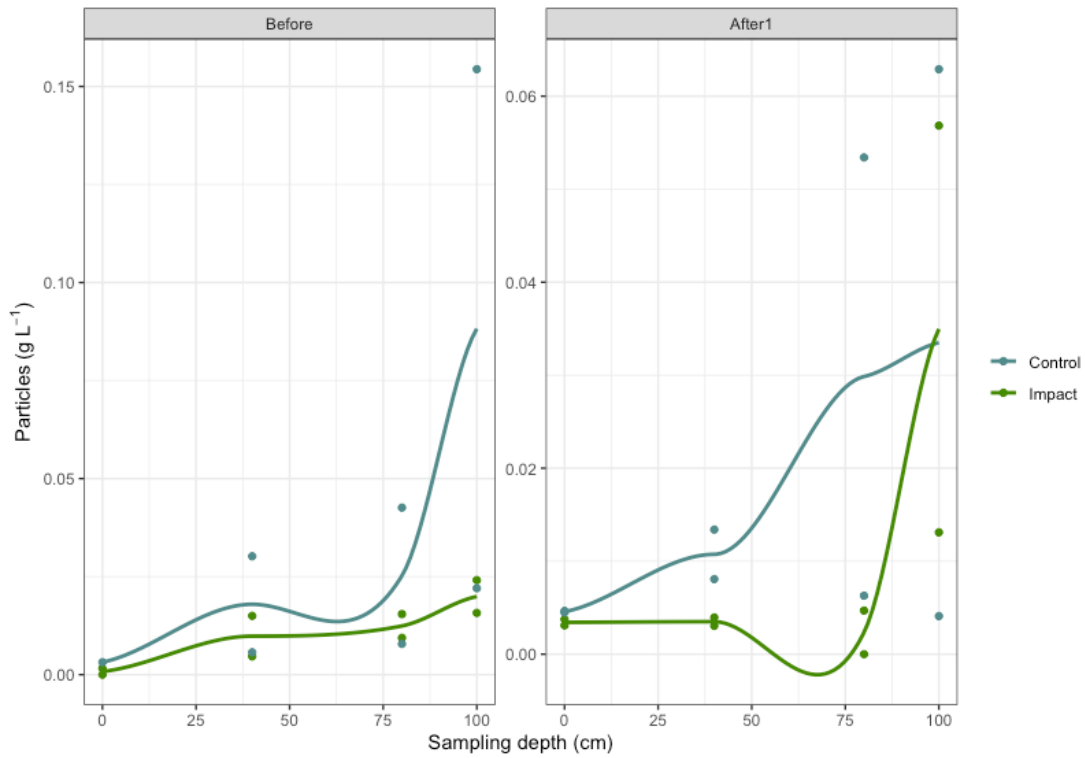 Before
After1
Particles (g L⁻¹)
0.15
0.10
0.05
0.00
0.06
0.04
0.02
0.00
0 25 50 75 100
0 25 50 75 100
Sampling depth (cm)
Control
Impact